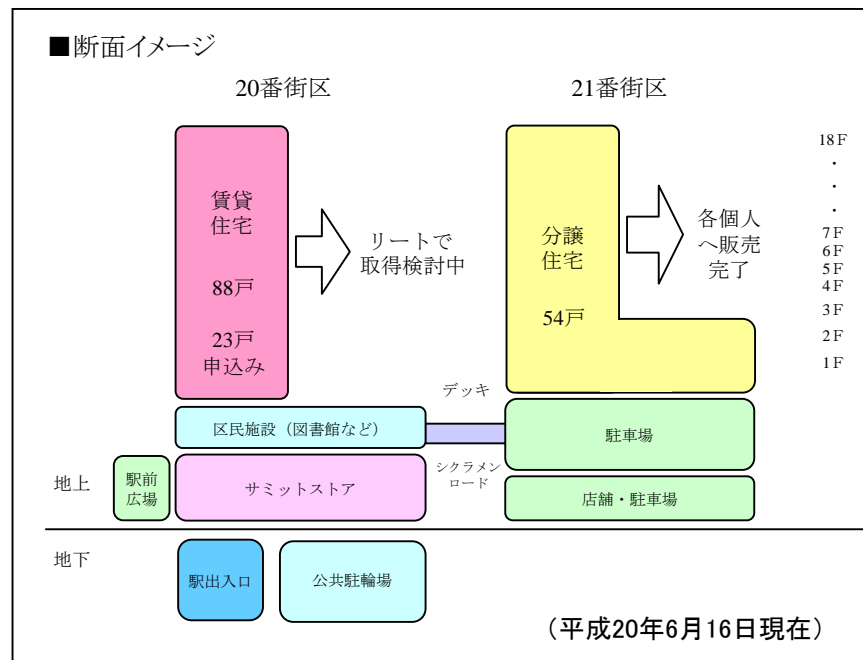 ■断面イメージ
20番街区
21番街区
賃貸
住宅
88戸
23戸
申込み
リートで
取得検討中
分譲
住宅
54戸
各個人
へ販売
完了
18F
・
・
・
7F
6F
5F
4F
3F
2F
1F
デッキ
区民施設（図書館など）
駐車場
シクラメン
ロード
地上
駅前
広場
サミットストア
店舗・駐車場
地下
駅出入口
公共駐輪場
（平成20年6月16日現在）